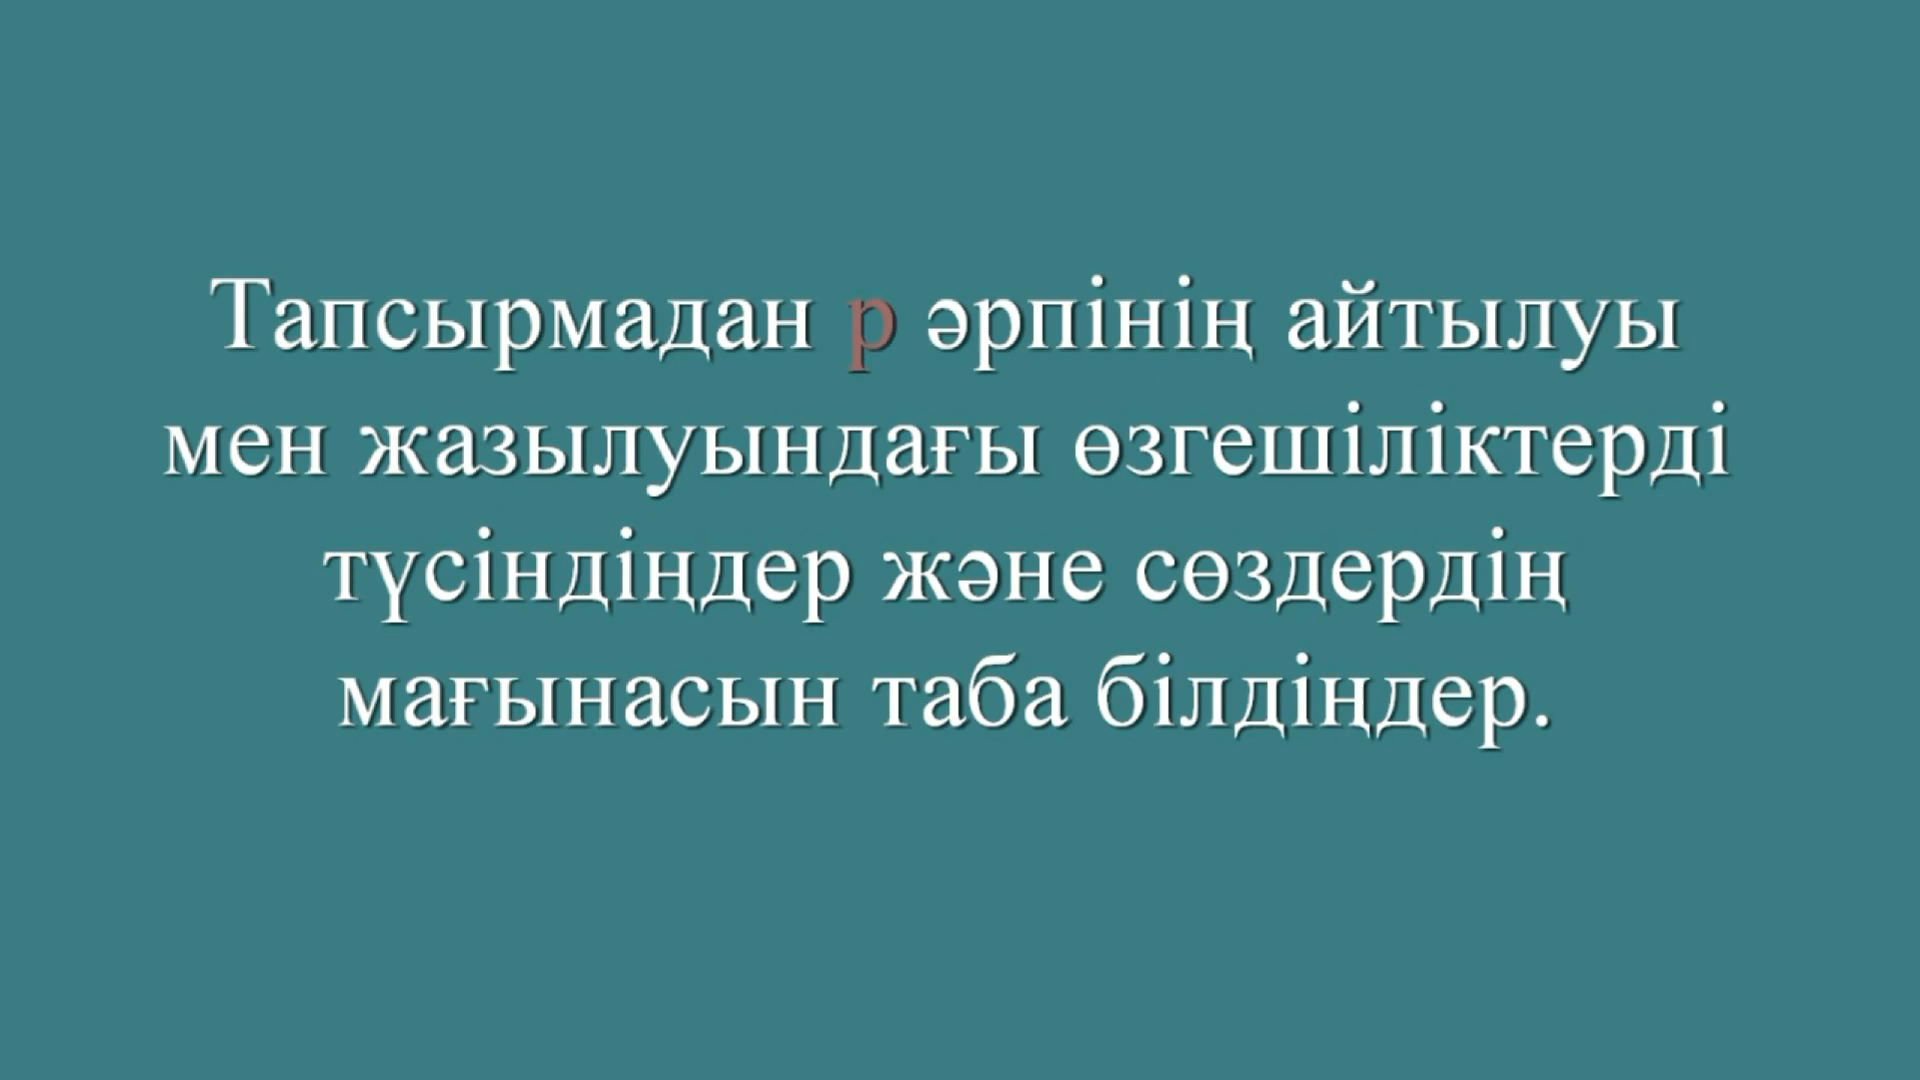 Тапсырмадан р әрпінің айтылуы
мен жазылуындағы өзгешіліктерді
түсіндіңдер және сөздердің
мағынасын таба білдіңдер.